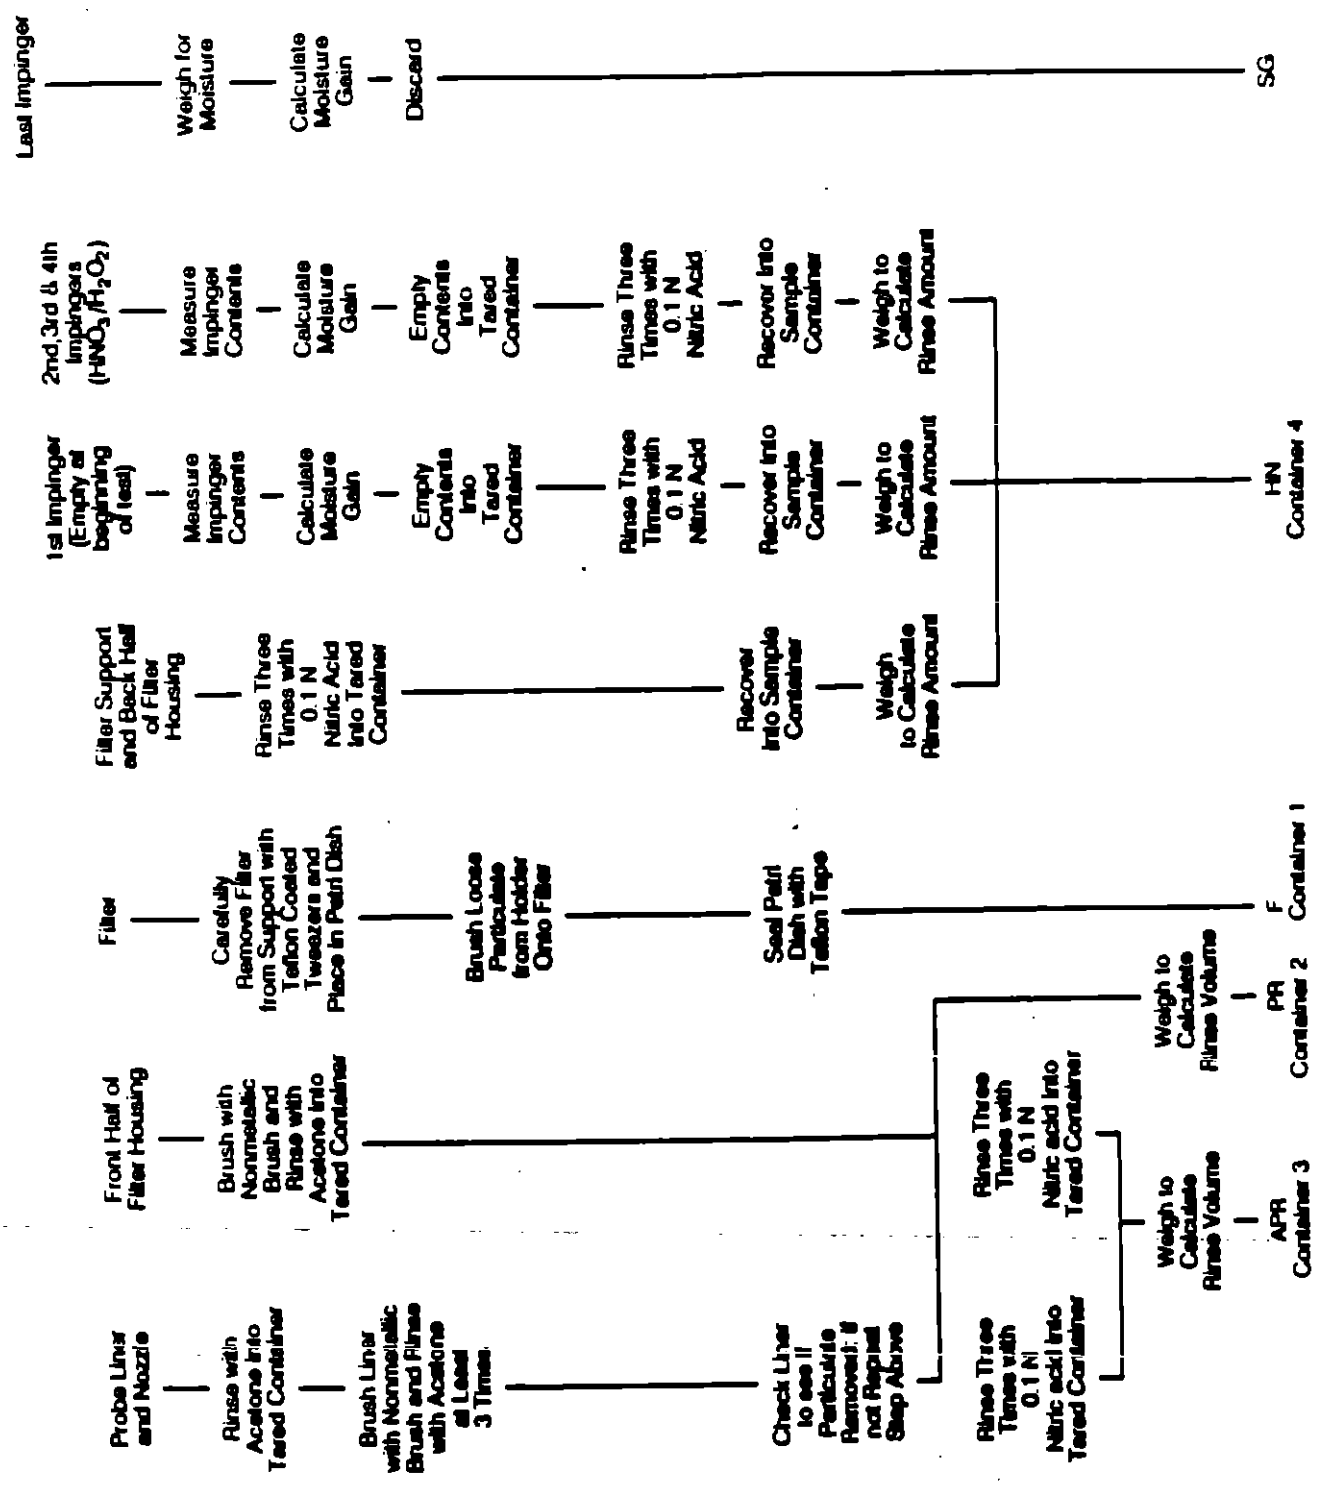 Probe Liner
and Nozzle
Rinse with
Acetone into
Tared Container
Brush Liner
with Nonmetallic
Brush and Rinse
with Acetone
at Least
3 Times.
Check Liner
to see if
Particulate
Removed; if
not Repeat
Step Above
Rinse Three
Times with
0.1 N
Nitric acid into
Tared Container
Front Half of
Filter Housing
Brush with
Nonmetallic
Brush and
Rinse with
Acetone into
Tared Container
Rinse Three
Times with
0.1 N
Nitric acid into
Tared Container
Weigh to
Calculate
Rinse Volume
APR
Container 3
Weigh to
Calculate
Rinse Volume
PR
Container 2
Filter
Carefully
Remove Filter
from Support with
Teflon Coated
Tweezers and
Place in Petri Dish
Brush Loose
Particulate
from Holder
Onto Filter
Seal Petri
Dish with
Teflon Tape
F
Container 1
Filter Support
and Back Half
of Filter
Housing
Rinse Three
Times with
0.1 N
Nitric Acid
into Tared
Container
Recover
into Sample
Container
Weigh
to Calculate
Rinse Amount
1st Impinger
(Empty at
beginning
of test)
Measure
Impinger
Contents
Calculate
Moisture
Gain
Empty
Contents
into
Tared
Container
Rinse Three
Times with
0.1 N
Nitric Acid
Recover into
Sample
Container
Weigh to
Calculate
Rinse Amount
2nd,3rd & 4th
Impingers
(HNO₃/H₂O₂)
Measure
Impinger
Contents
Calculate
Moisture
Gain
Empty
Contents
into
Tared
Container
Rinse Three
Times with
0.1 N
Nitric Acid
Recover into
Sample
Container
Weigh to
Calculate
Rinse Amount
HN
Container 4
Last Impinger
Weigh for
Moisture
Calculate
Moisture
Gain
Discard
SG